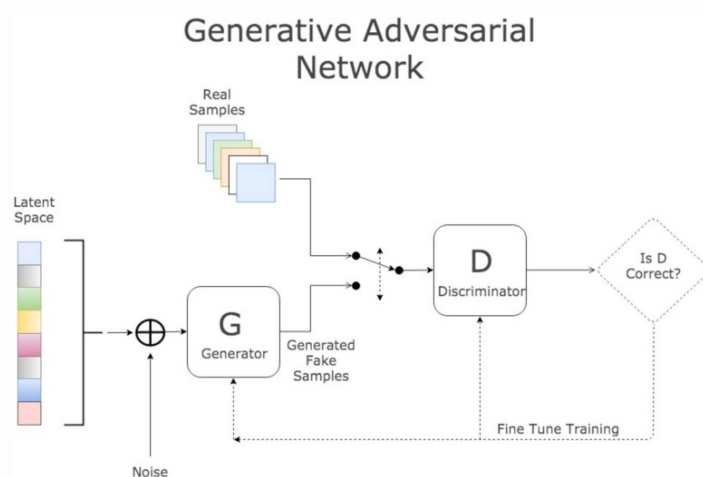 Generative Adversarial
Network
Real
Samples
Latent
Space
D
Discriminator
Is D
Correct?
G
Generator
Generated
Fake
Samples
Fine Tune Training
Noise